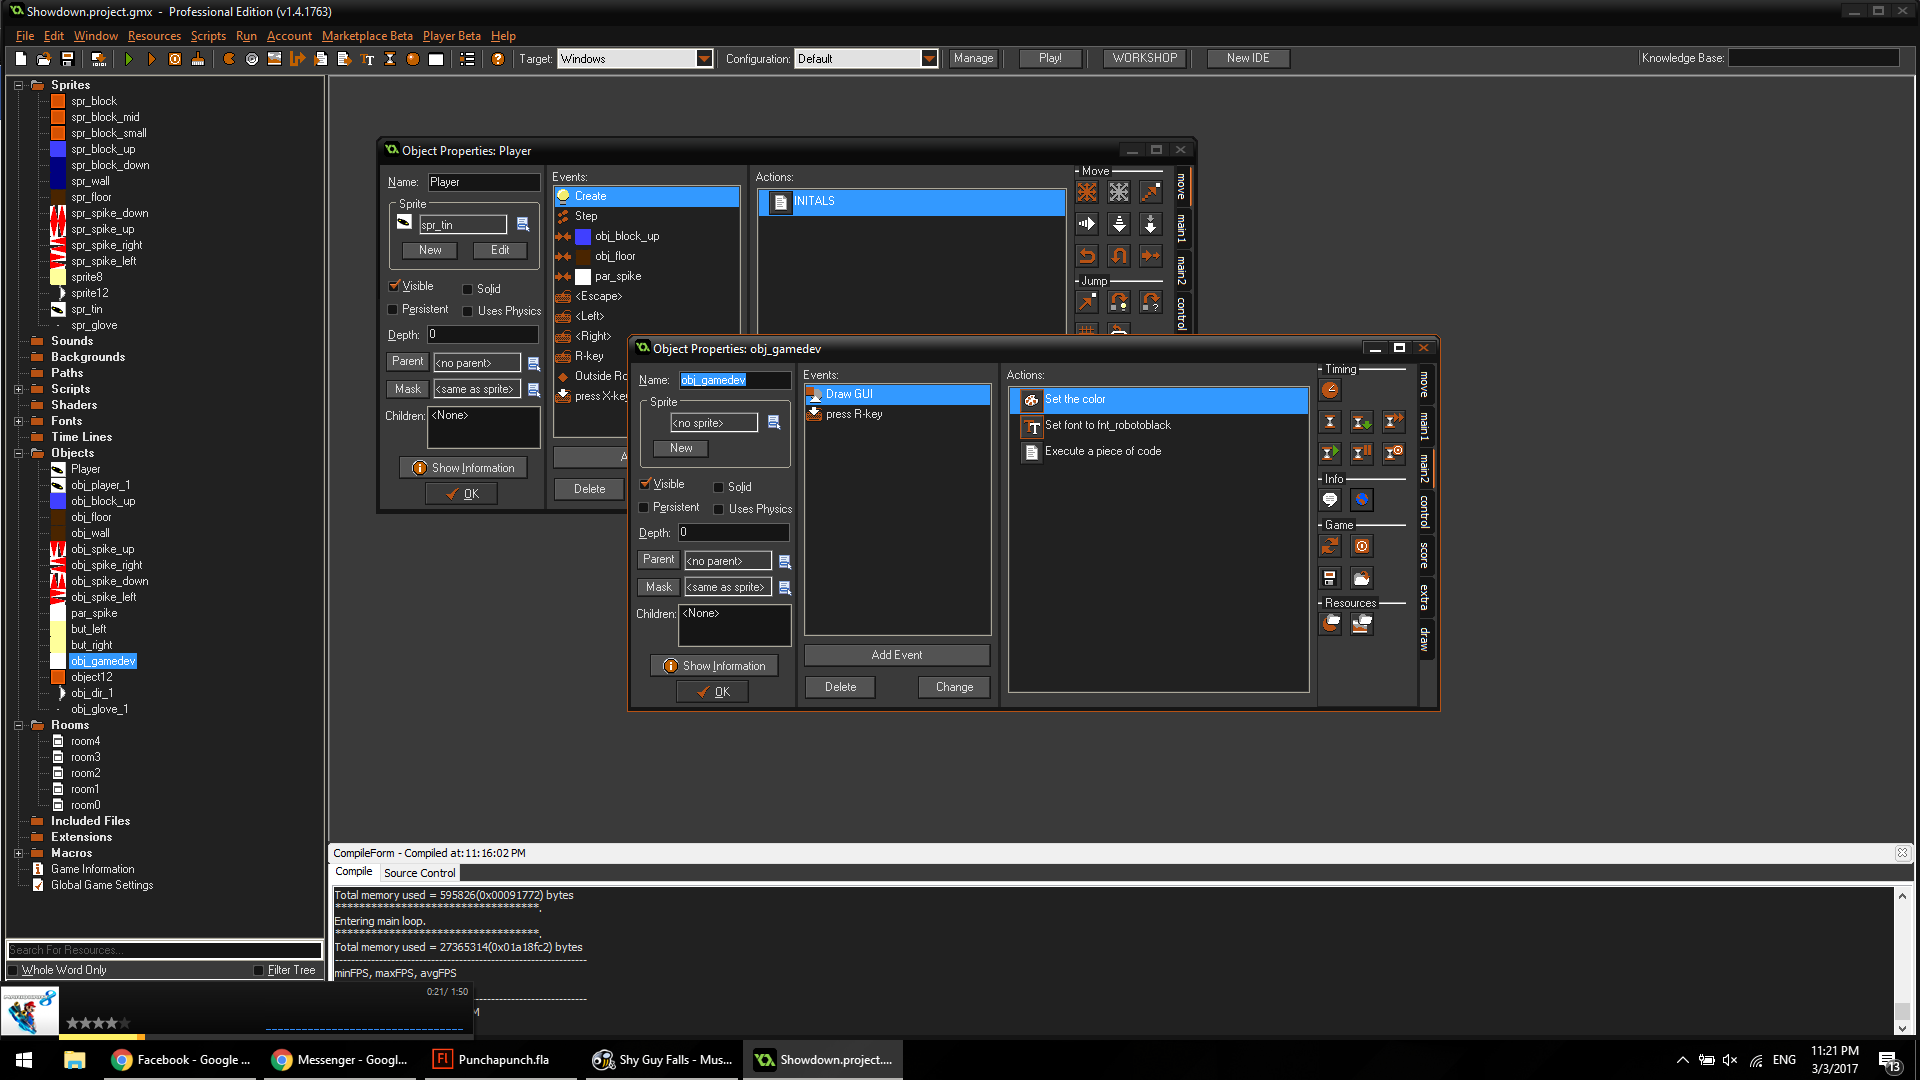 Showdown.project.gmx - Professional Edition (v1.4.1763)
File Edit Window Resources Scripts Run Account Marketplace Beta Player Beta Help
Target: Windows Configuration: Default Manage Play! WORKSHOP New IDE Knowledge Base:
Sprites
spr_block
spr_block_mid
spr_block_small
spr_block_up
spr_block_down
spr_wall
spr_floor
spr_spike_down
spr_spike_up
spr_spike_right
spr_spike_left
sprite8
sprite12
spr_tin
spr_glove
Sounds
Backgrounds
Paths
Scripts
Shaders
Fonts
Time Lines
Objects
Player
obj_player_1
obj_block_up
obj_floor
obj_wall
obj_spike_up
obj_spike_right
obj_spike_down
obj_spike_left
par_spike
but_left
but_right
obj_gamedev
object12
obj_dir_1
obj_glove_1
Rooms
room4
room3
room2
room1
room0
Included Files
Extensions
Macros
Game Information
Global Game Settings
Search For Resources...
Whole Word Only Filter Tree
Object Properties: Player
Name: Player
Sprite
spr_tin
New Edit
Visible Solid
Persistent Uses Physics
Depth: 0
Parent <no parent>
Mask <same as sprite>
Children: <None>
Show Information
OK
Events:
Create
Step
obj_block_up
obj_floor
par_spike
<Escape>
<Left>
<Right>
R-key
Outside Ro
press X-key
A
Delete
Actions:
INITALS
Move
Jump
move
main1
main2
control
Object Properties: obj_gamedev
Name: obj_gamedev
Sprite
<no sprite>
New
Visible Solid
Persistent Uses Physics
Depth: 0
Parent <no parent>
Mask <same as sprite>
Children: <None>
Show Information
OK
Events:
Draw GUI
press R-key
Add Event
Delete Change
Actions:
Set the color
Set font to fnt_robotoblack
Execute a piece of code
Timing
Info
Game
Resources
move
main1
main2
control
score
extra
draw
CompileForm - Compiled at:11:16:02 PM
Compile Source Control
Total memory used = 595826(0x00091772) bytes
**********************************.
Entering main loop.
**********************************.
Total memory used = 27365314(0x01a18fc2) bytes
minFPS, maxFPS, avgFPS
M
0:21/ 1:50
Facebook - Google ...
Messenger - Googl...
Punchapunch.fla
Shy Guy Falls - Mus...
Showdown.project....
ENG
11:21 PM
3/3/2017
13